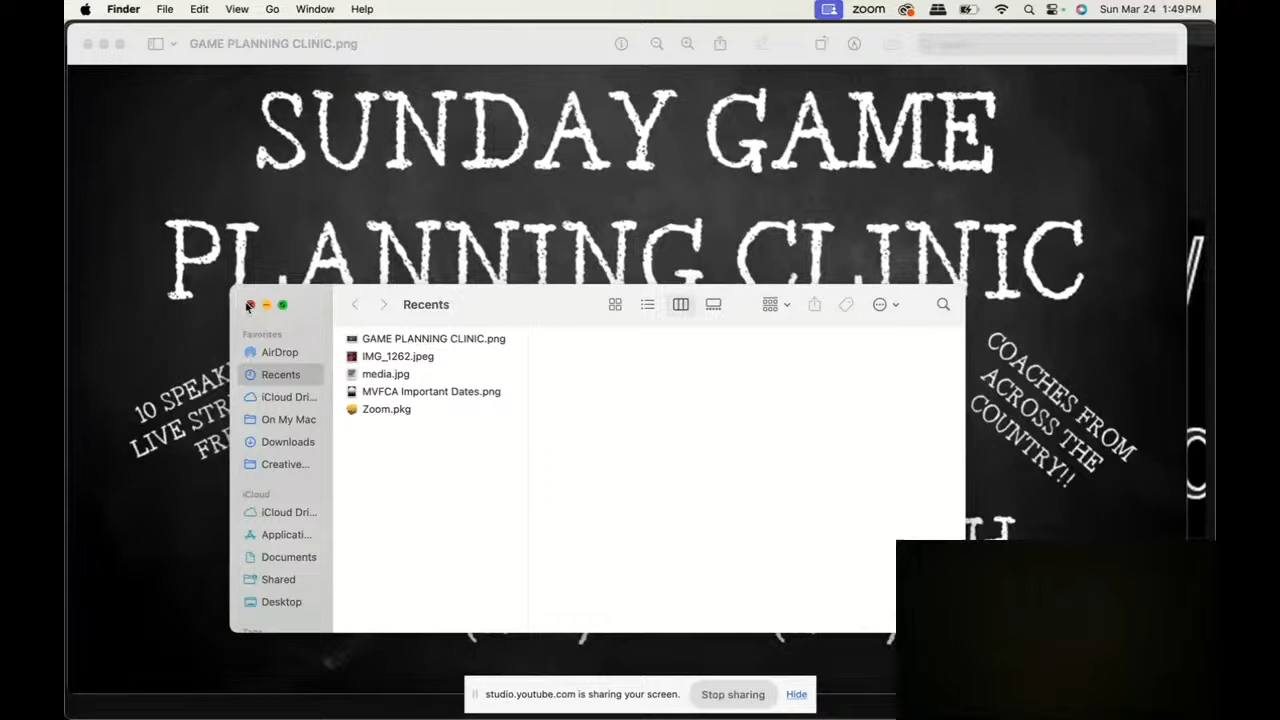 Finder File Edit View Go Window Help
zoom
Sun Mar 24 1:49 PM
GAME PLANNING CLINIC.png
SUNDAY GAME
PLANNING CLINIC
Recents
Favorites
AirDrop
Recents
iCloud Dri...
On My Mac
Downloads
Creative...
iCloud
iCloud Dri...
Applicati...
Documents
Shared
Desktop
GAME PLANNING CLINIC.png
IMG_1262.jpeg
media.jpg
MVFCA Important Dates.png
Zoom.pkg
10
LIVE
COACHES FROM
ACROSS THE
COUNTRY!!
studio.youtube.com is sharing your screen.
Stop sharing
Hide